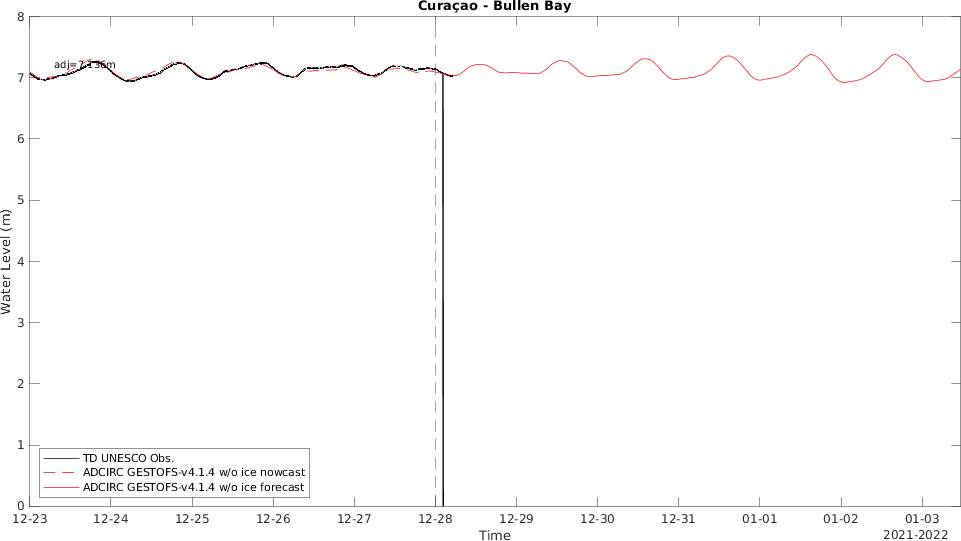 Curaçao - Bullen Bay
8
adj=7.136m
7
6
5
4
3
2
1
0
Water Level (m)
TD UNESCO Obs.
ADCIRC GESTOFS-v4.1.4 w/o ice nowcast
ADCIRC GESTOFS-v4.1.4 w/o ice forecast
12-23 12-24 12-25 12-26 12-27 12-28 12-29 12-30 12-31 01-01 01-02 01-03
Time
2021-2022